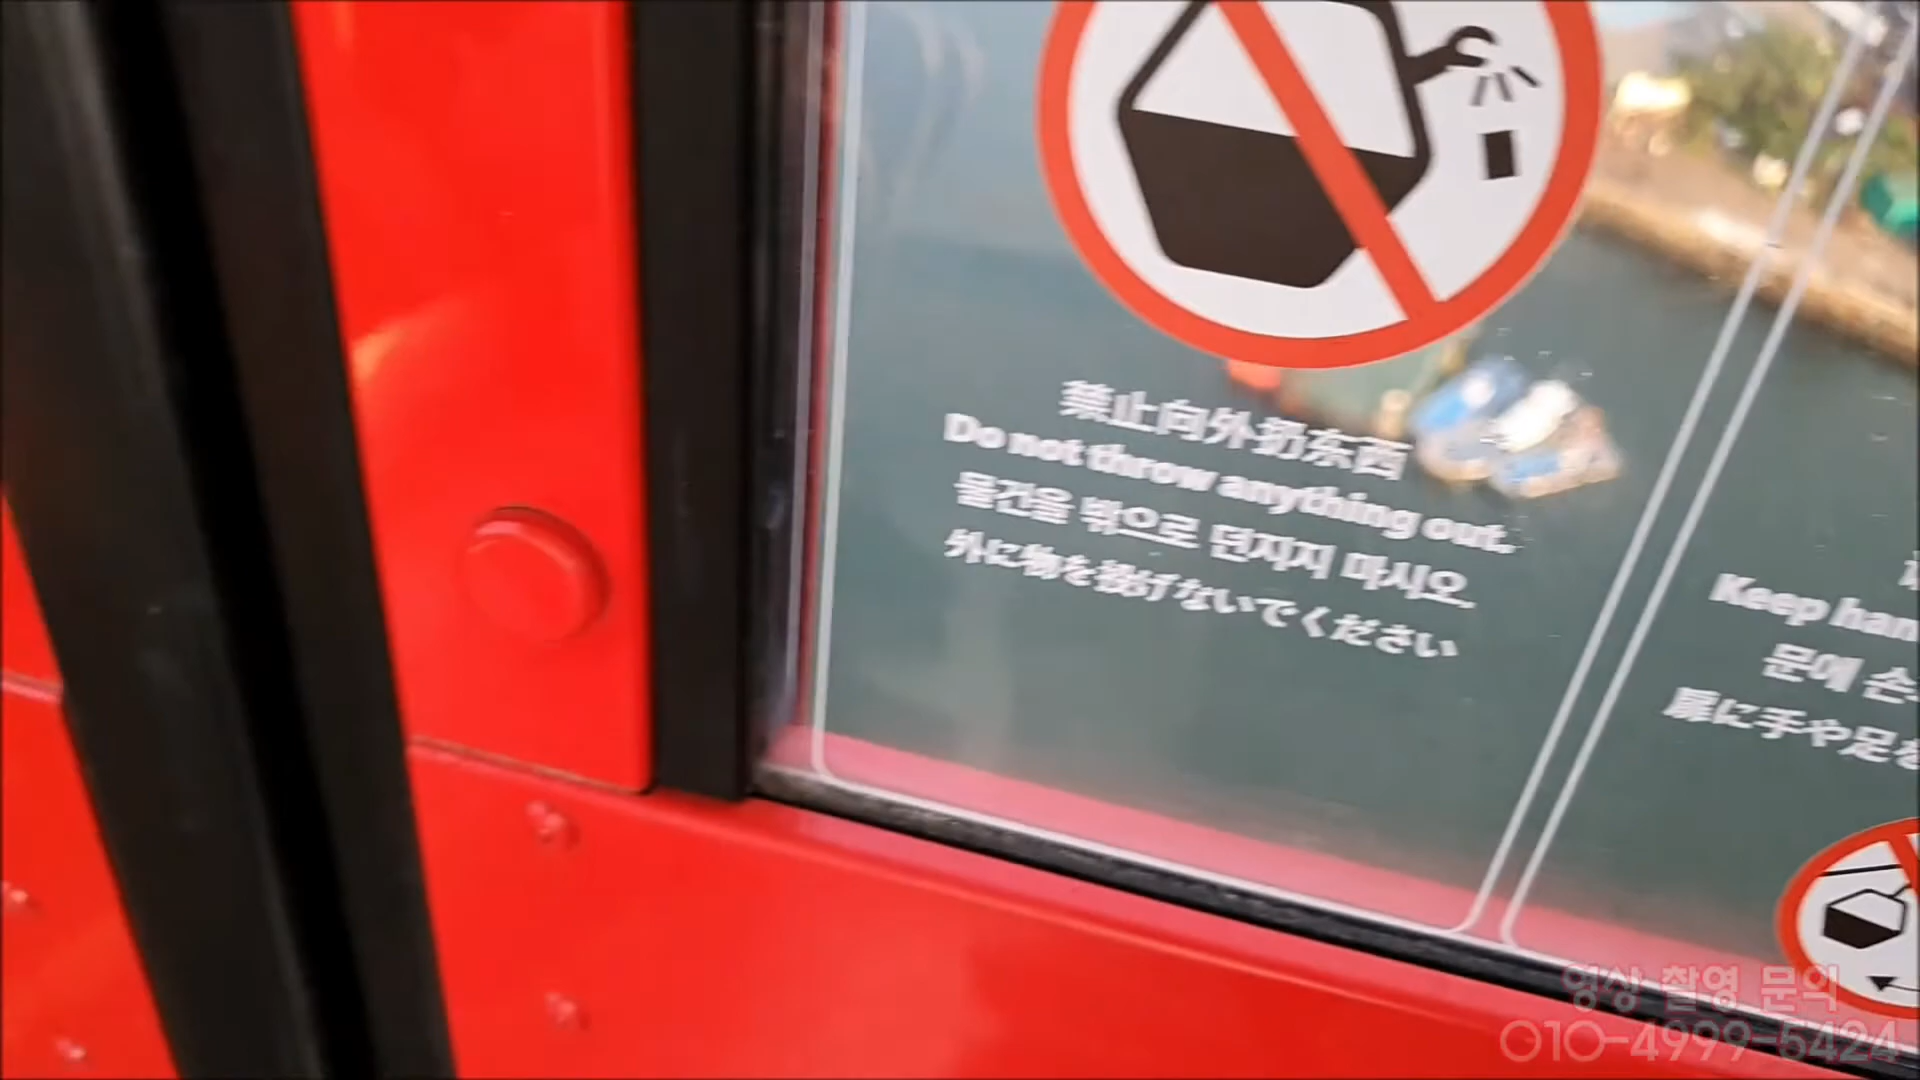 禁止向外扔东西
Do not throw anything out.
물건을 밖으로 던지지 마시오.
外に物を投げないでください
Keep han
문에 손
扉に手や足を
영상 촬영 문의
010-4999-5424